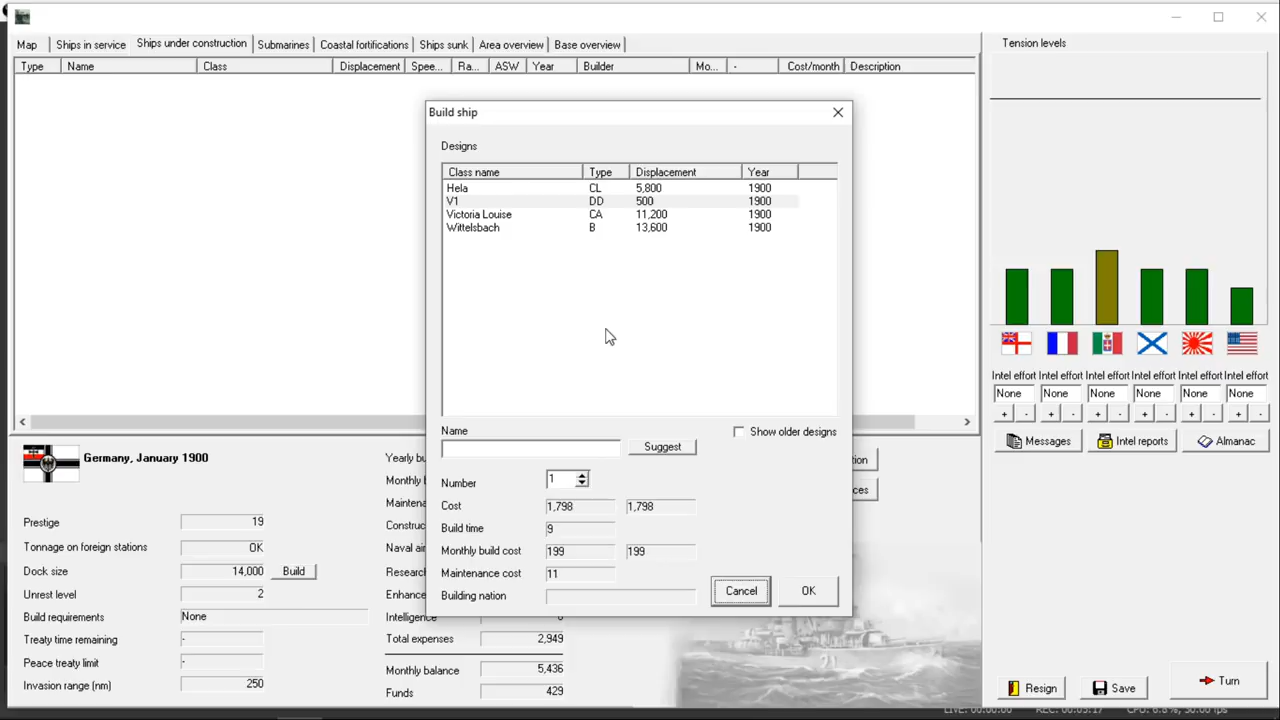 Map Ships in service Ships under construction Submarines Coastal fortifications Ships sunk Area overview Base overview
Type Name Class Displacement Spee... Ra... ASW Year Builder Mo... - Cost/month Description
Tension levels
Build ship
Designs
Class name Type Displacement Year
Hela CL 5,800 1900
V1 DD 500 1900
Victoria Louise CA 11,200 1900
Wittelsbach B 13,600 1900
Intel effort Intel effort Intel effort Intel effort Intel effort Intel effort
None None None None None None
+ - + - + - + - + - + -
Messages Intel reports Almanac
Name Show older designs
Suggest
Number 1
Cost 1,798 1,798
Build time 9
Monthly build cost 199 199
Maintenance cost 11
Building nation
Cancel OK
Germany, January 1900
Prestige 19
Tonnage on foreign stations OK
Dock size 14,000 Build
Unrest level 2
Build requirements None
Treaty time remaining -
Peace treaty limit -
Invasion range (nm) 250
Yearly bu
Monthly b
Maintenan
Constructi
Naval air
Research
Enhance
Intelligence
Total expenses 2,949
Monthly balance 5,436
Funds 429
tion
ces
Resign Save Turn